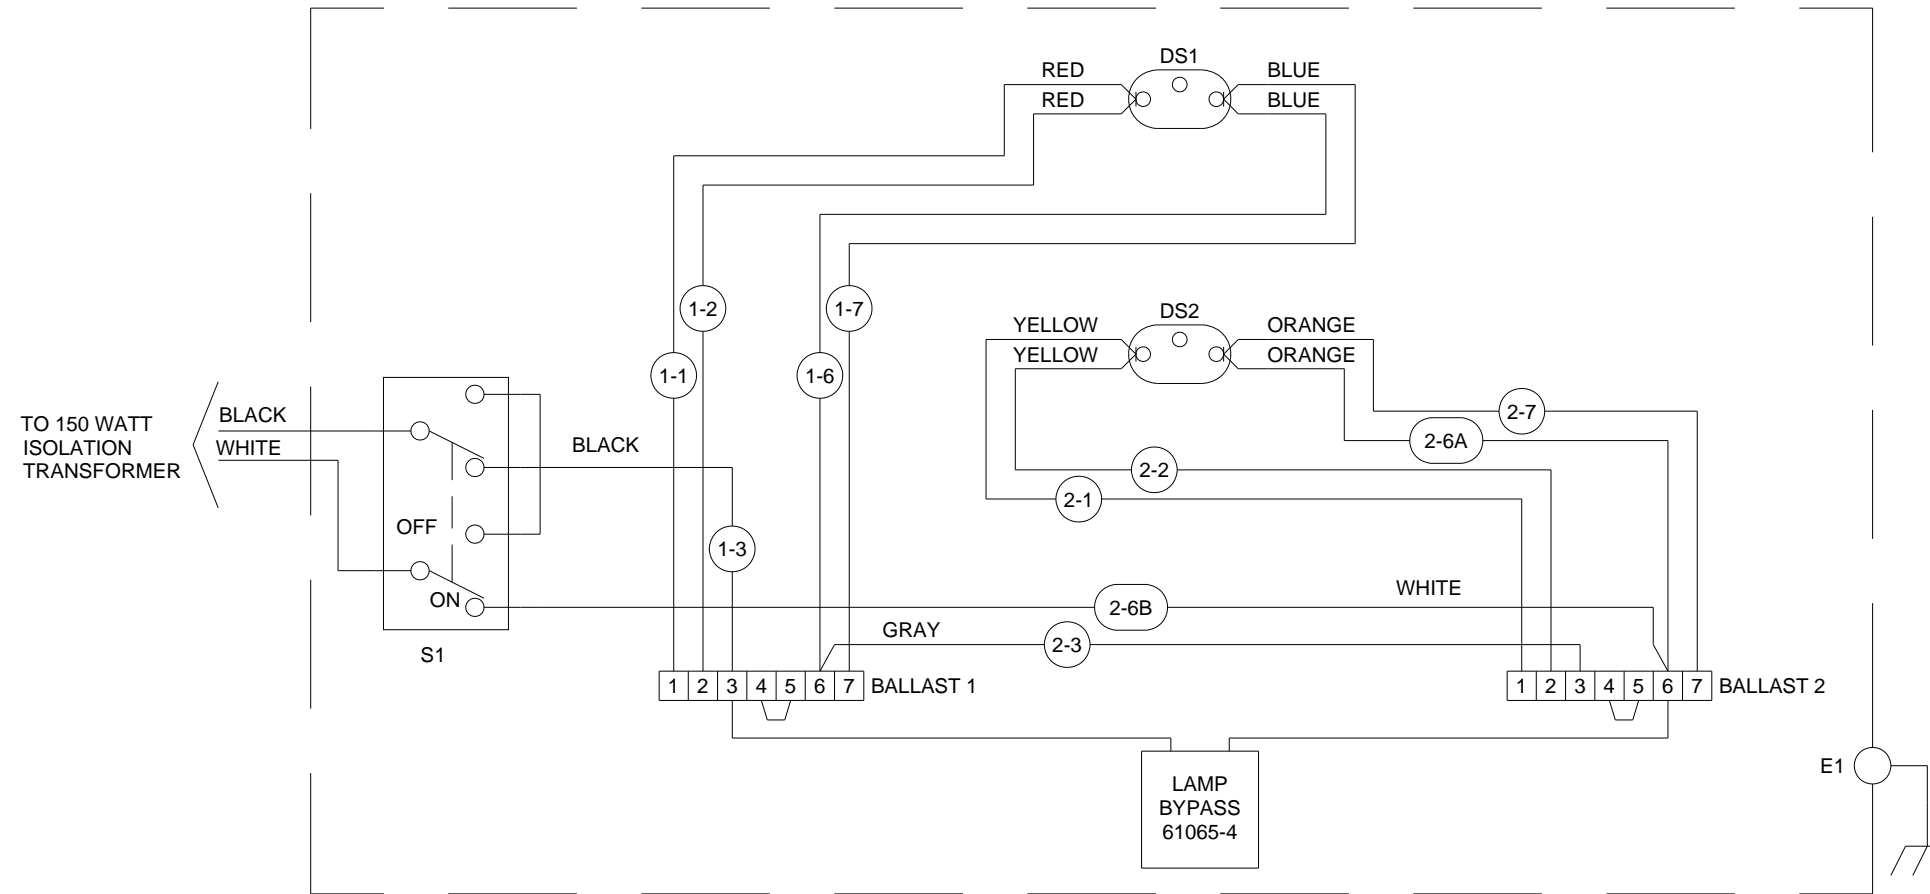 DS1
RED
BLUE
RED
BLUE
1-2
1-7
DS2
YELLOW
ORANGE
YELLOW
ORANGE
1-1
1-6
2-7
TO 150 WATT
ISOLATION
TRANSFORMER
BLACK
WHITE
BLACK
2-6A
2-2
2-1
OFF
1-3
ON
2-6B
WHITE
GRAY
2-3
S1
1 2 3 4 5 6 7 BALLAST 1
1 2 3 4 5 6 7 BALLAST 2
E1
LAMP
BYPASS
61065-4